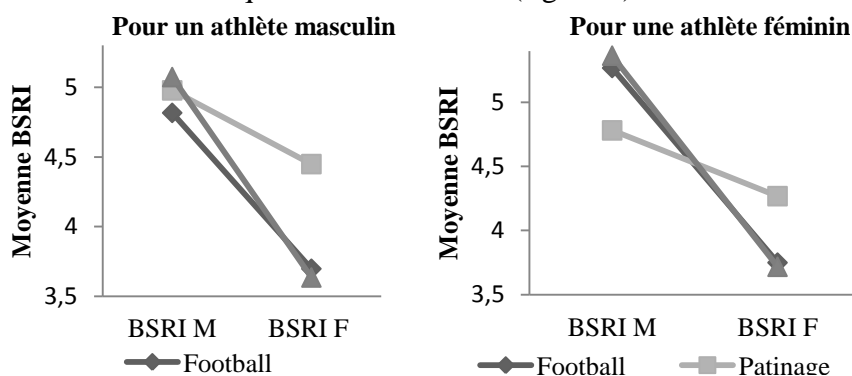 Pour un athlète masculin
Moyenne BSRI
5
4,5
4
3,5
BSRI M BSRI F
Football
Pour une athlète féminin
Moyenne BSRI
5
4,5
4
3,5
BSRI M BSRI F
Football Patinage